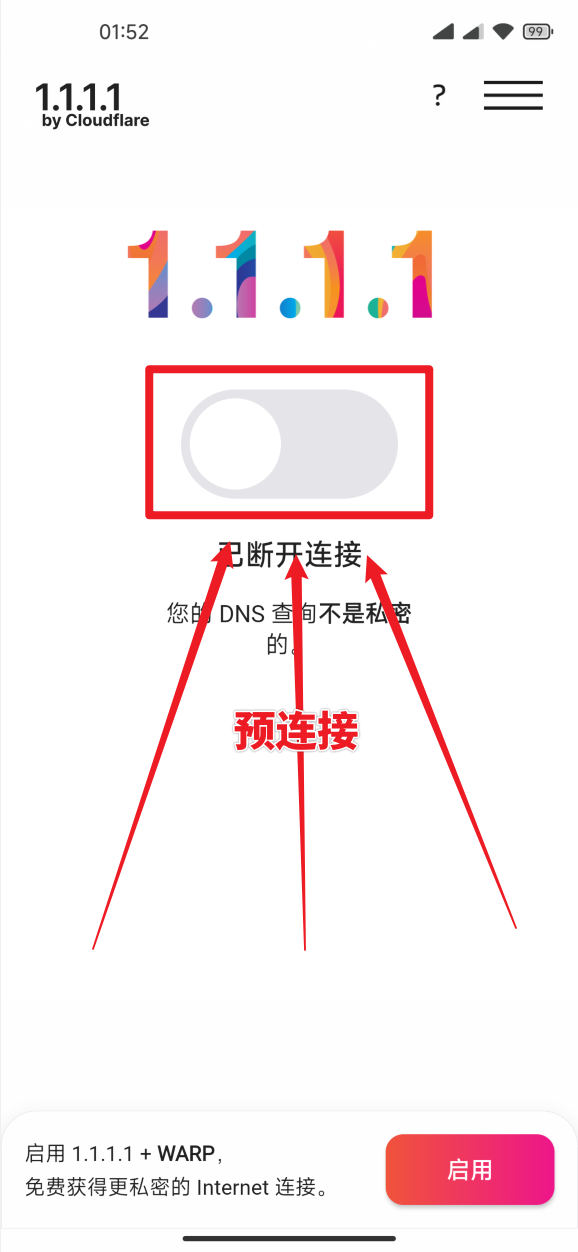 01:52
99
1.1.1.1
?
by Cloudflare
1.1.1.1
已断开连接
您的 DNS 查询不是私密
的。
预连接
启用 1.1.1.1 + WARP，
免费获得更私密的 Internet 连接。
启用